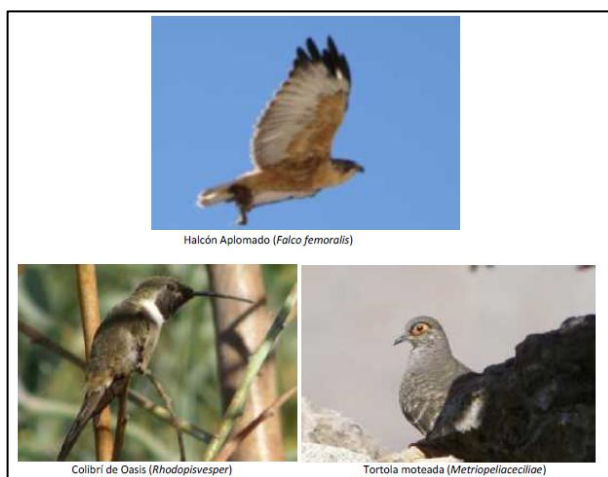 Halcón Aplomado (Falco femoralis)
Colibrí de Oasis (Rhodopisvesper)
Tortola moteada (Metriopeliaceciliae)